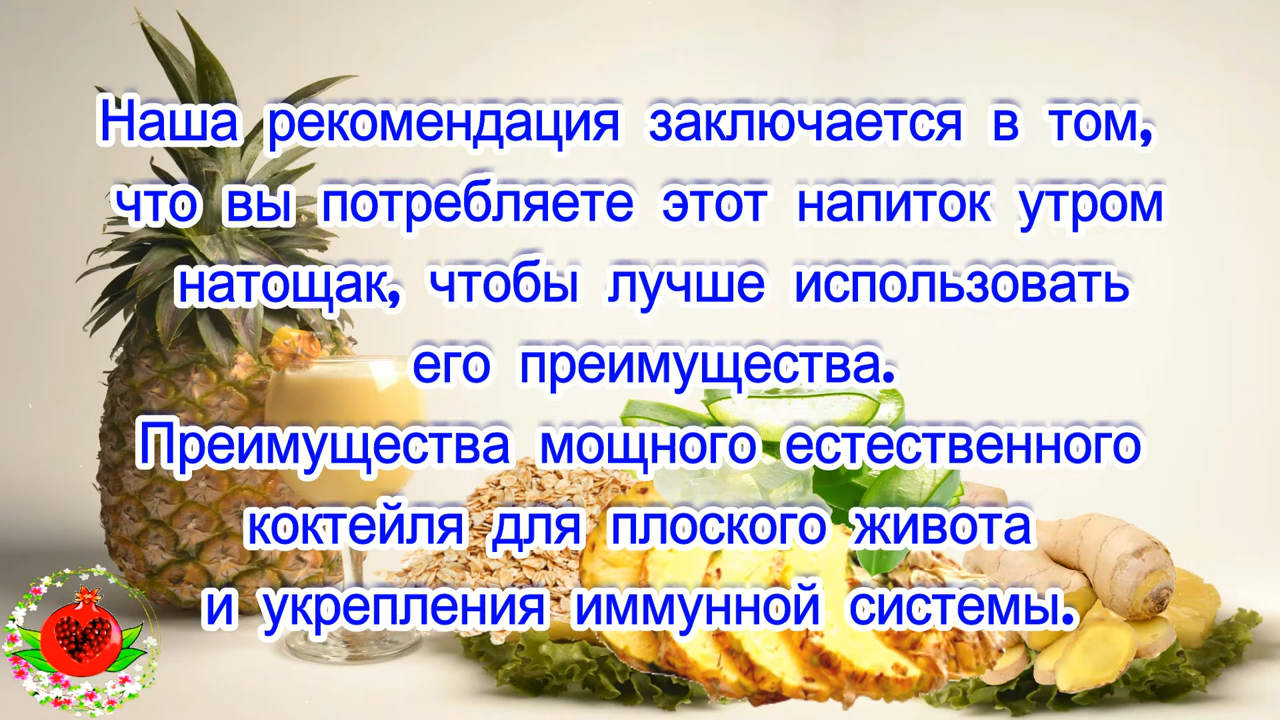 Наша рекомендация заключается в том,
что вы потребляете этот напиток утром
натощак, чтобы лучше использовать
его преимущества.
Преимущества мощного естественного
коктейля для плоского живота
и укрепления иммунной системы.